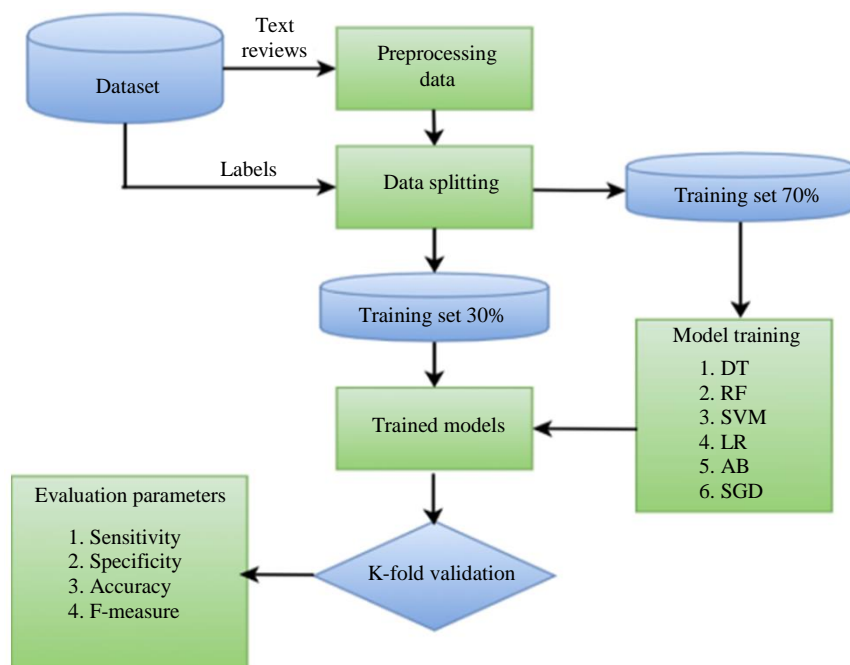 Text
reviews
Preprocessing
data
Dataset
Labels
Data splitting
Training set 70%
Training set 30%
Model training
1. DT
2. RF
3. SVM
4. LR
5. AB
6. SGD
Trained models
Evaluation parameters
1. Sensitivity
2. Specificity
3. Accuracy
4. F-measure
K-fold validation